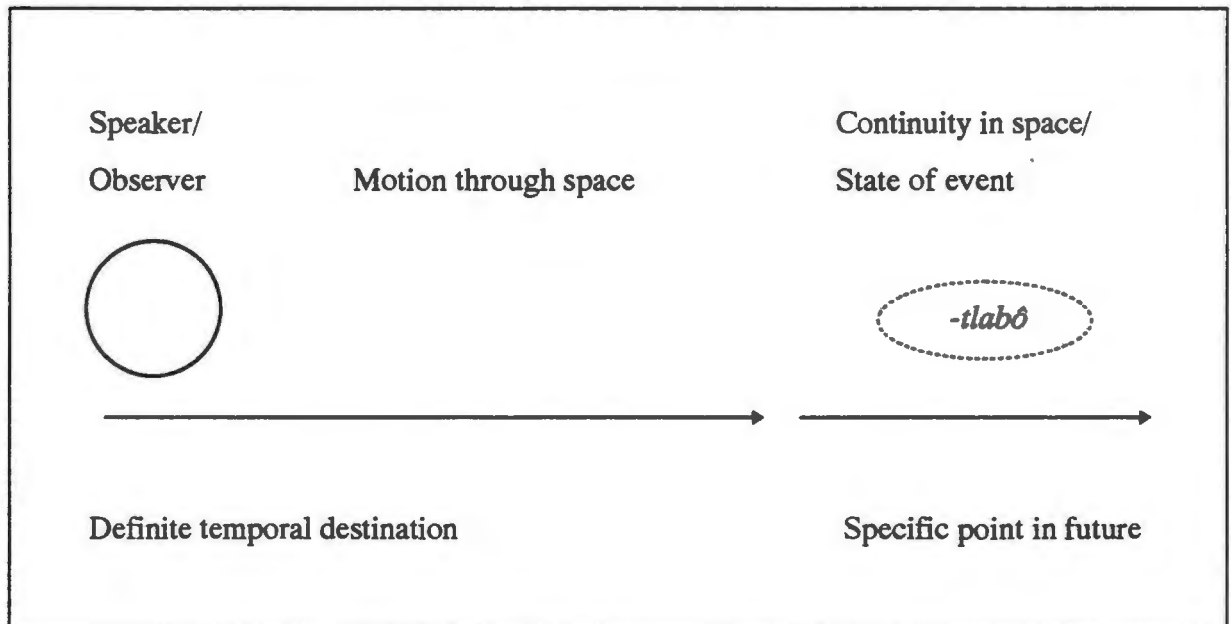 Speaker/
Observer
Motion through space
Continuity in space/
State of event
-tlabô
Definite temporal destination
Specific point in future